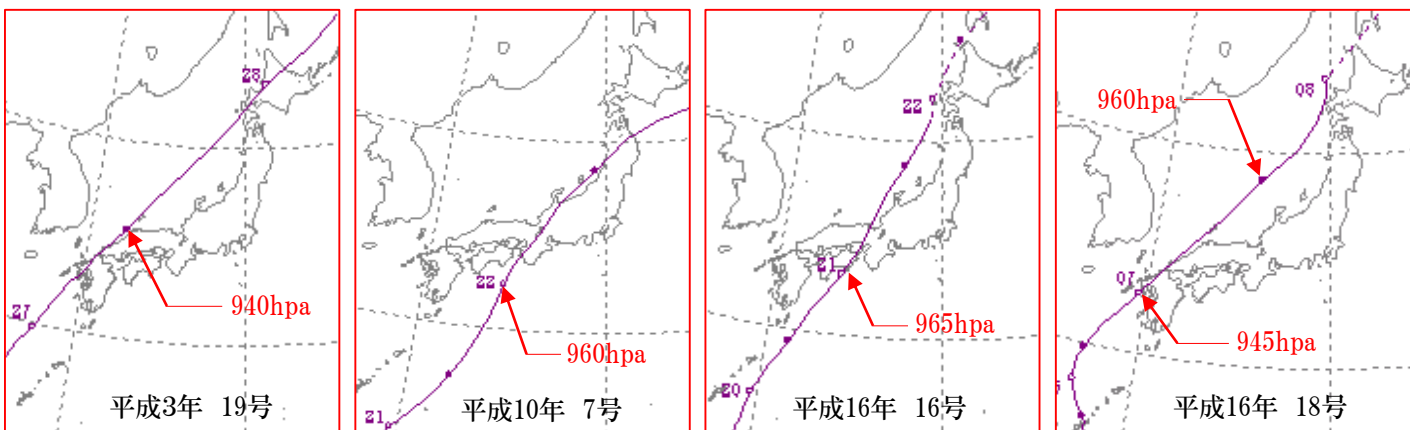 28
27
940hpa
平成3年 19号
22
21
960hpa
平成10年 7号
22
21
20
965hpa
平成16年 16号
960hpa
08
07
945hpa
平成16年 18号